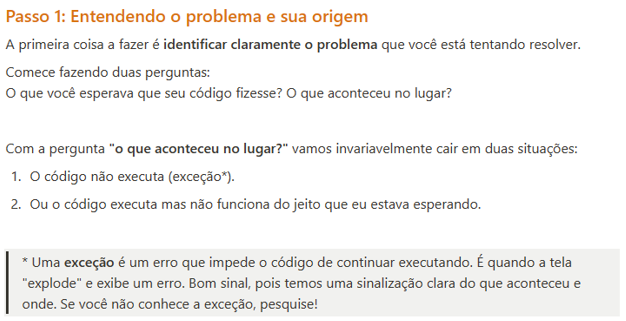 Passo 1: Entendendo o problema e sua origem
A primeira coisa a fazer é identificar claramente o problema que você está tentando resolver.
Comece fazendo duas perguntas:
O que você esperava que seu código fizesse? O que aconteceu no lugar?
Com a pergunta "o que aconteceu no lugar?" vamos invariavelmente cair em duas situações:
1. O código não executa (exceção*).
2. Ou o código executa mas não funciona do jeito que eu estava esperando.
* Uma exceção é um erro que impede o código de continuar executando. É quando a tela
"explode" e exibe um erro. Bom sinal, pois temos uma sinalização clara do que aconteceu e
onde. Se você não conhece a exceção, pesquise!